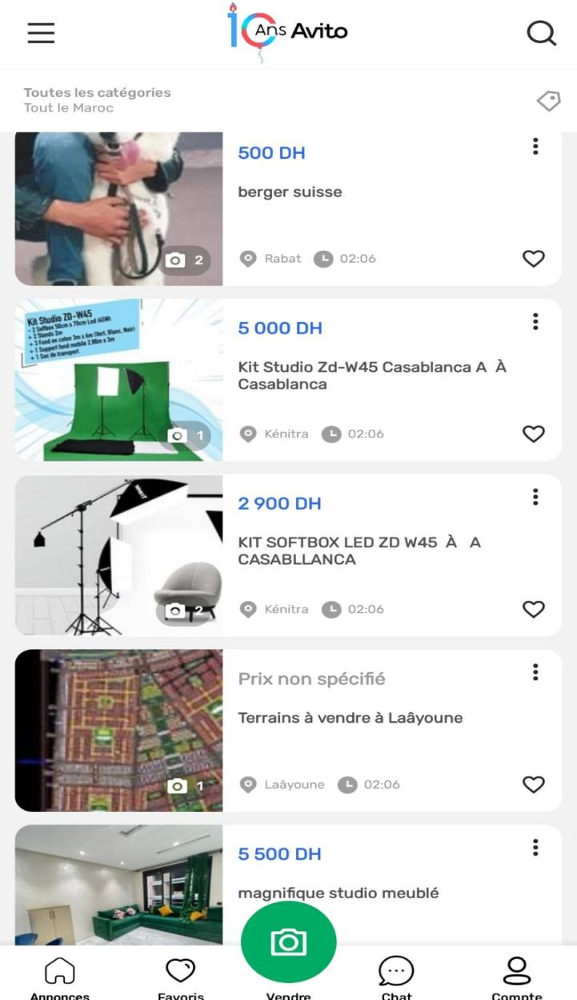 10 Ans Avito
Toutes les catégories
Tout le Maroc
500 DH
berger suisse
2
Rabat 02:06
Kit Studio ZD-W45
- 2 Softbox 50cm x 70cm Led (45W)
+ 2 Stands 2m
+ 3 Fond en coton 3m x 6m (Vert, Blanc, Noir)
+ 1 Support fond mobile 2,80m x 3m
+ 1 Sac de transport
1
5 000 DH
Kit Studio Zd-W45 Casablanca A À
Casablanca
Kénitra 02:06
2 900 DH
KIT SOFTBOX LED ZD W45 À A
CASABLLANCA
2
Kénitra 02:06
Prix non spécifié
Terrains à vendre à Laâyoune
1
Laâyoune 02:06
5 500 DH
magnifique studio meublé
Annonces
Favoris
Vendre
Chat
Compte